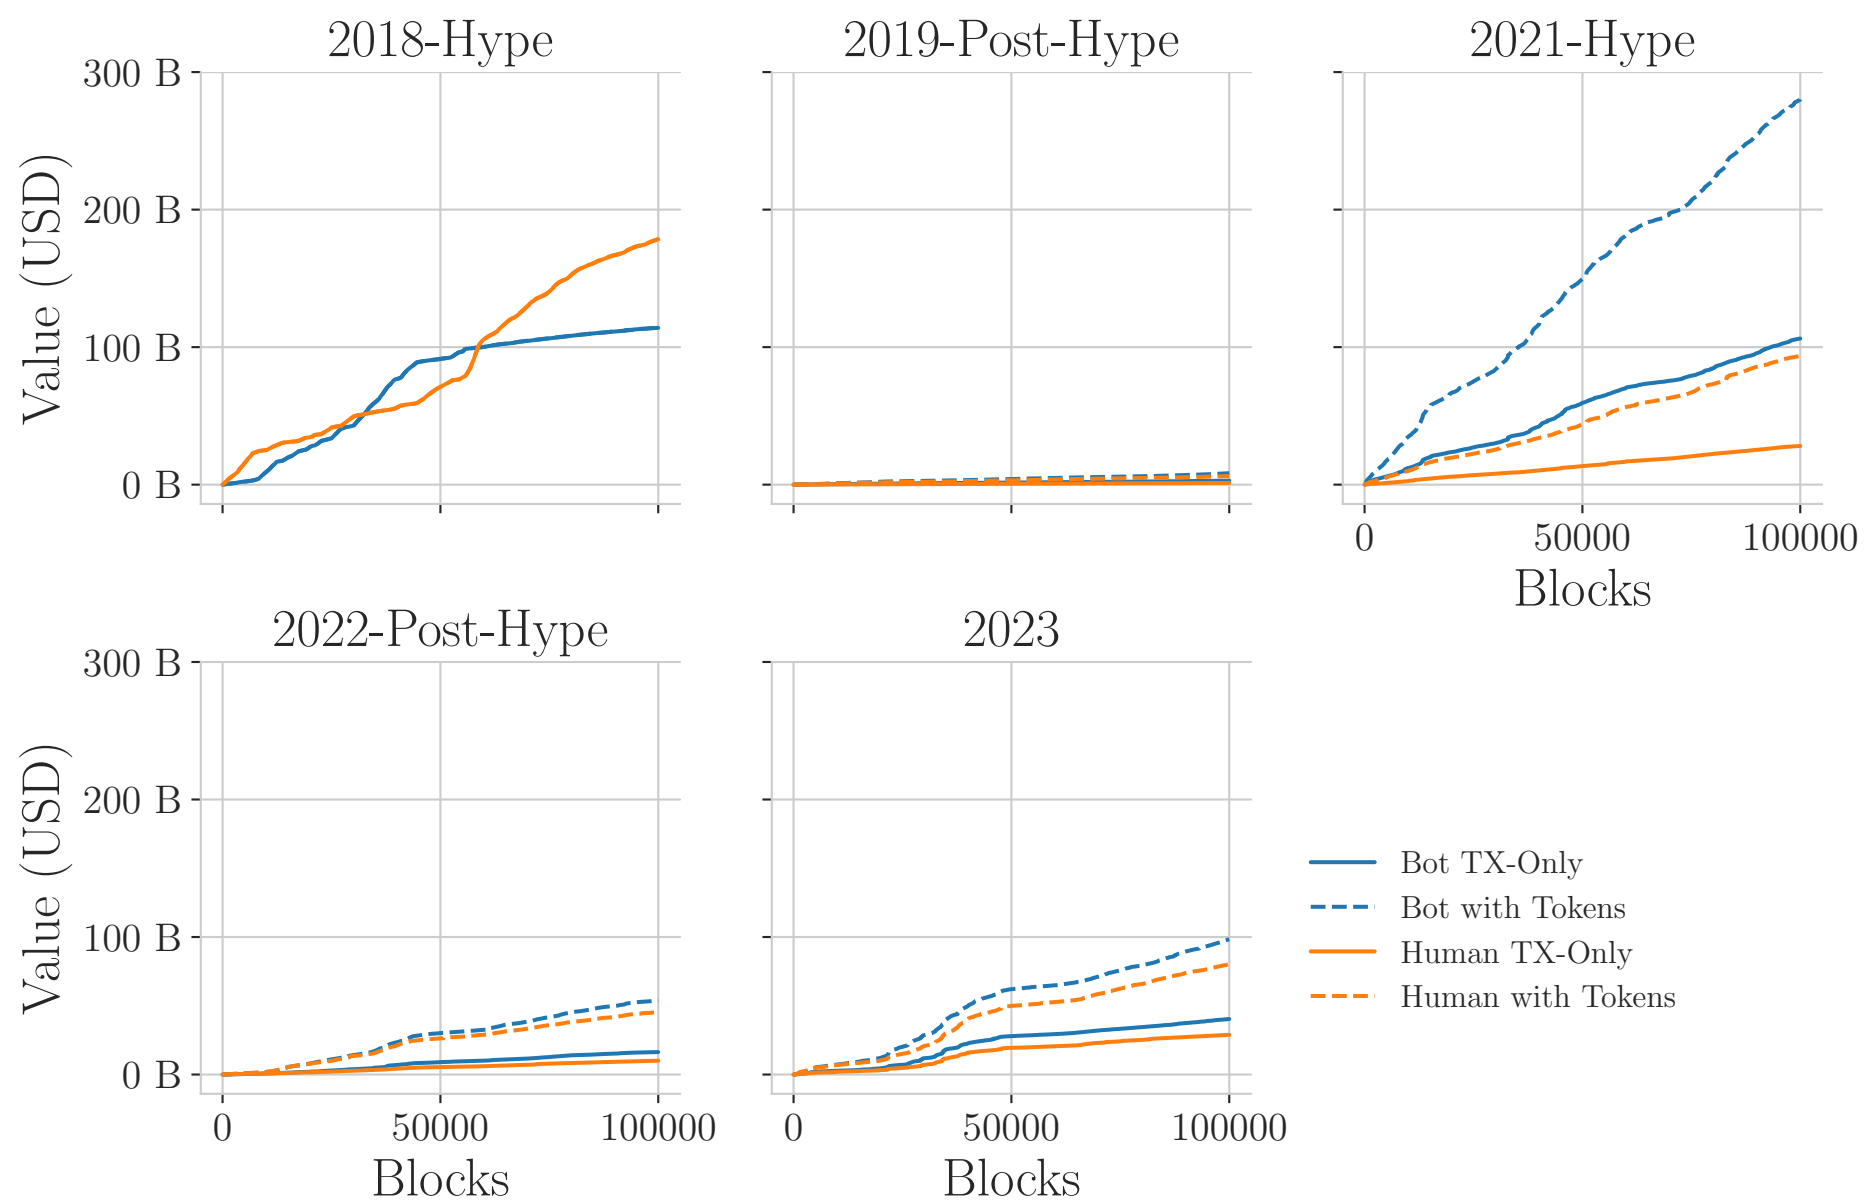 2018-Hype
2019-Post-Hype
2021-Hype
Value (USD)
300 B
200 B
100 B
0 B
0
50000
100000
Blocks
2022-Post-Hype
2023
Value (USD)
300 B
200 B
100 B
0 B
0
50000
100000
Blocks
0
50000
100000
Blocks
Bot TX-Only
Bot with Tokens
Human TX-Only
Human with Tokens